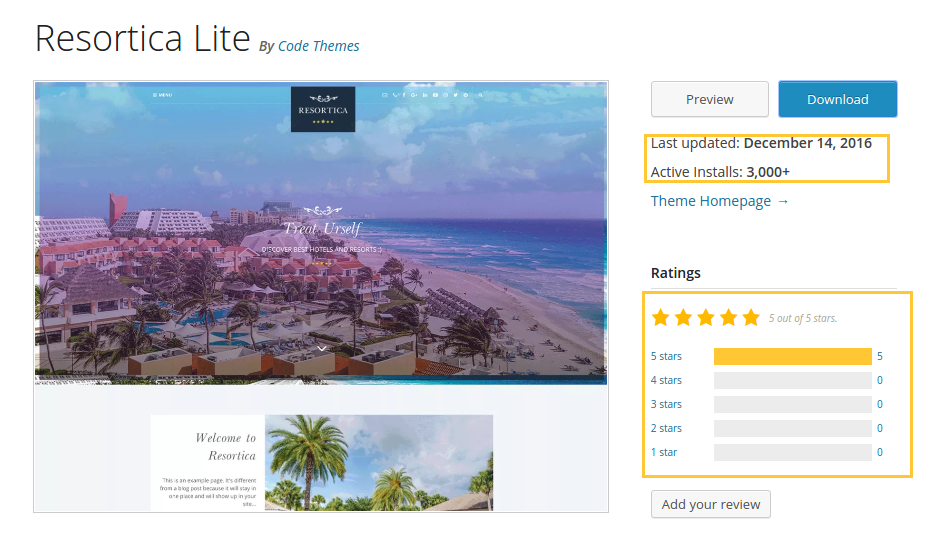 Resortica Lite By Code Themes
Preview
Download
MENU
RESORTICA
Treat Urself
DISCOVER BEST HOTELS AND RESORTS :)
Last updated: December 14, 2016
Active Installs: 3,000+
Theme Homepage →
Ratings
5 out of 5 stars.
5 stars 5
4 stars 0
3 stars 0
2 stars 0
1 star 0
Add your review
Welcome to
Resortica
This is an example page. It's different
from a blog post because it will stay in
one place and will show up in your
site...